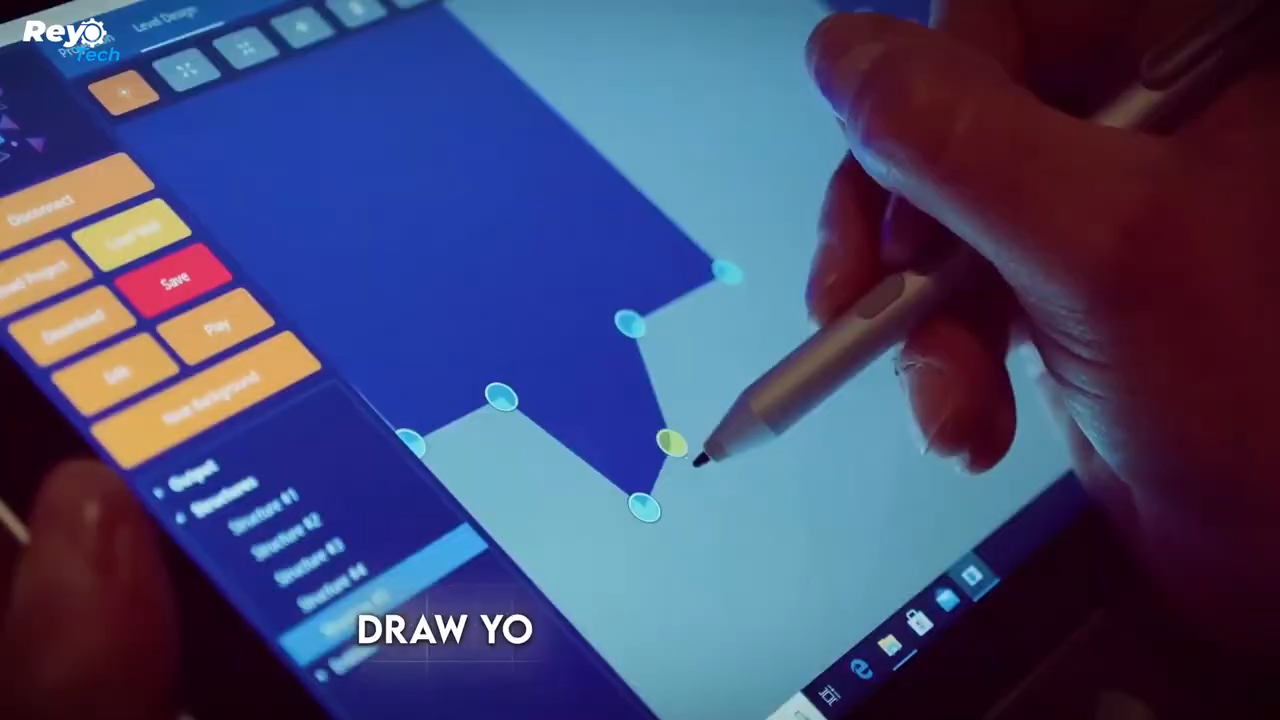 Reyo
Tech
Level Design
Disconnect
Save
Download
Play
Edit
New Background
Output
Structures
Structure #1
Structure #2
Structure #3
Structure #4
DRAW YO